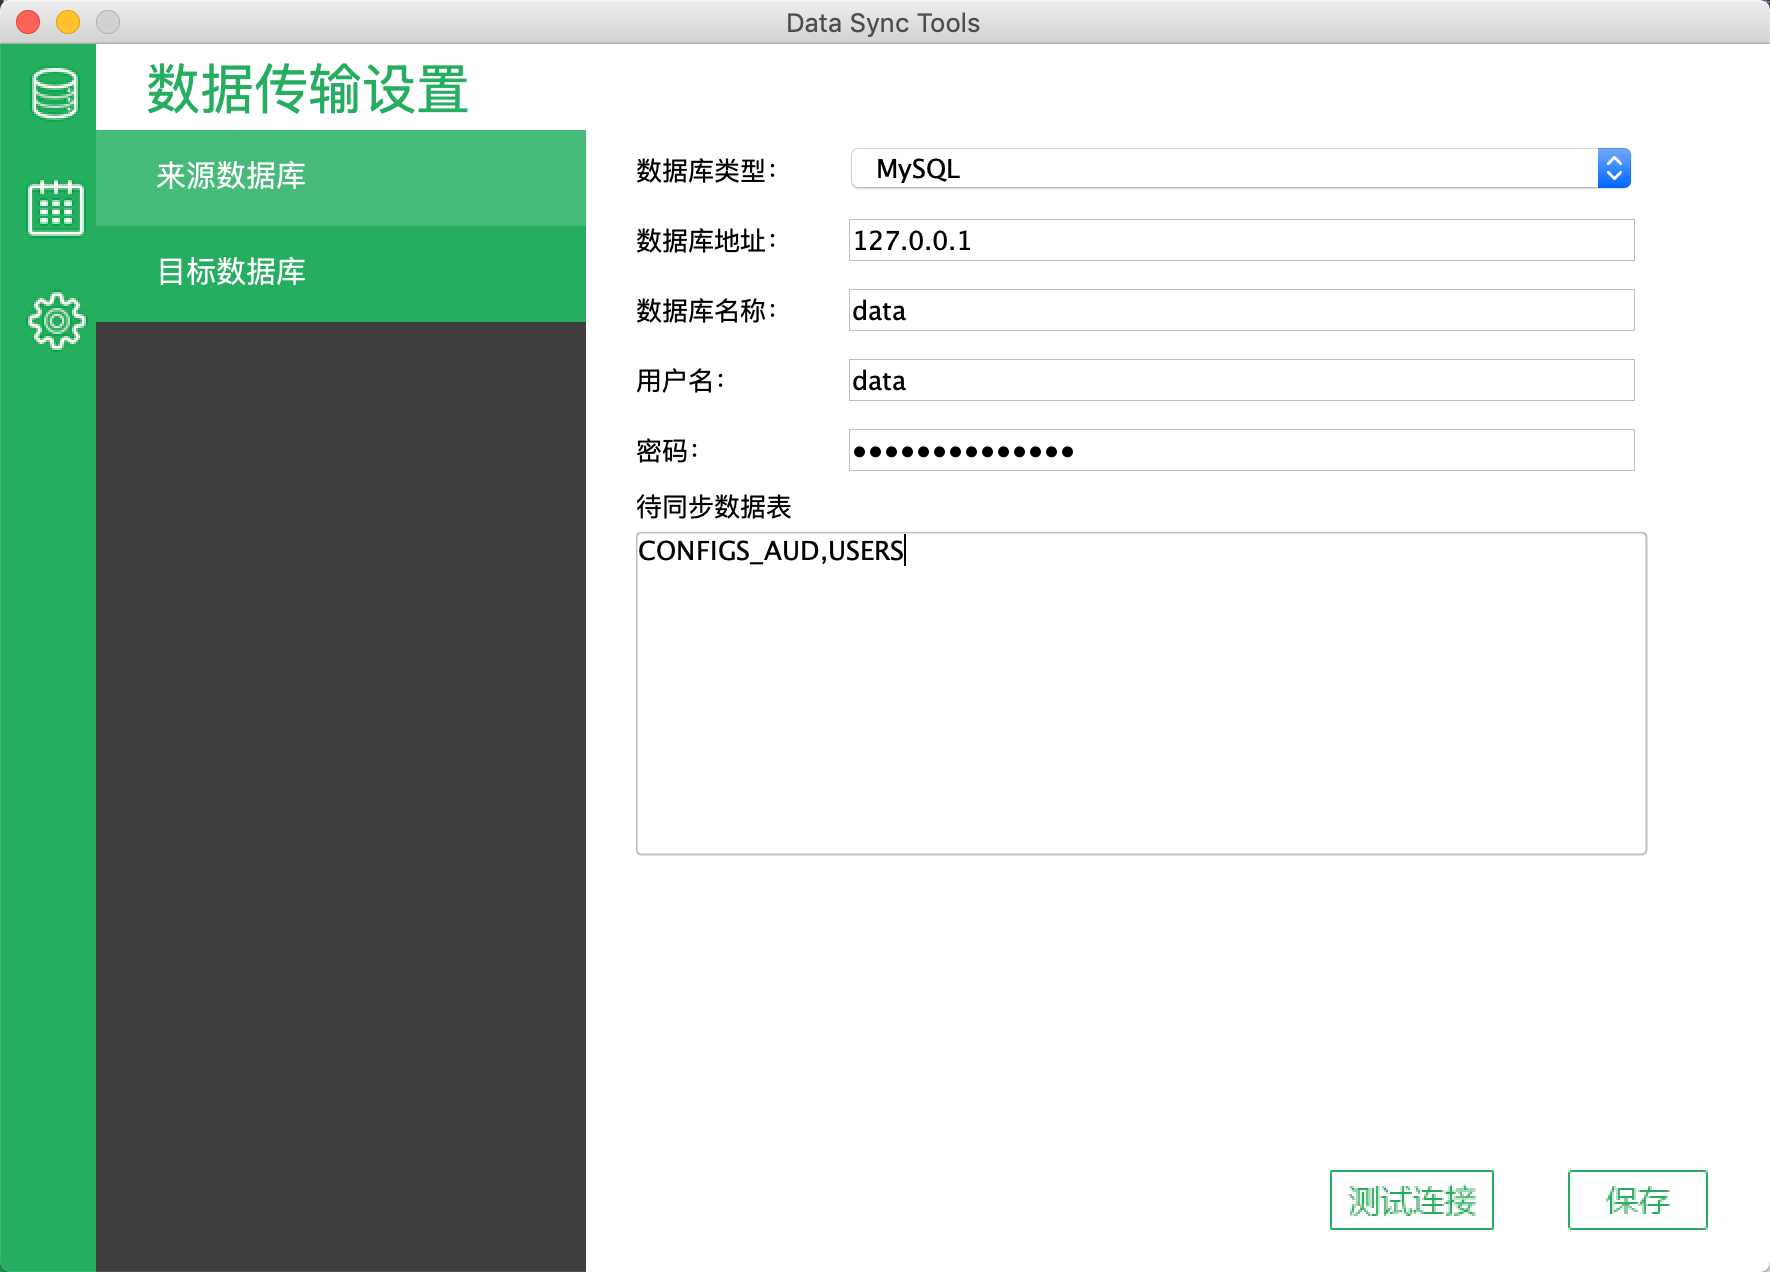 Data Sync Tools
数据传输设置
来源数据库
目标数据库
数据库类型：
MySQL
数据库地址：
127.0.0.1
数据库名称：
data
用户名：
data
密码：
●●●●●●●●●●●●●●
待同步数据表
CONFIGS_AUD,USERS
测试连接
保存